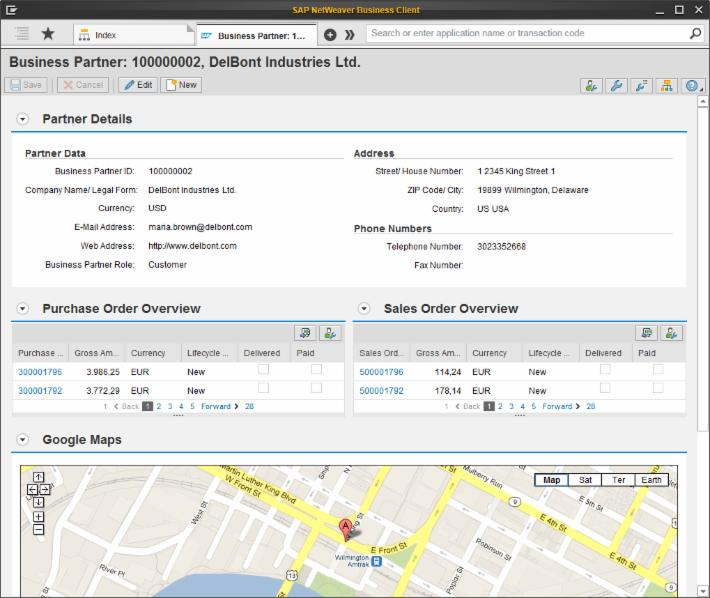 SAP NetWeaver Business Client
Index
Business Partner: 1...
Search or enter application name or transaction code
Business Partner: 100000002, DelBont Industries Ltd.
Save
Cancel
Edit
New
Partner Details
Partner Data
Business Partner ID: 100000002
Company Name/ Legal Form: DelBont Industries Ltd.
Currency: USD
E-Mail Address: maria.brown@delbont.com
Web Address: http://www.delbont.com
Business Partner Role: Customer
Address
Street/ House Number: 1 2345 King Street 1
ZIP Code/ City: 19899 Wilmington, Delaware
Country: US USA
Phone Numbers
Telephone Number: 3023352668
Fax Number:
Purchase Order Overview
Purchase ... Gross Am... Currency Lifecycle ... Delivered Paid
300001796 3.986,25 EUR New
300001792 3.772,29 EUR New
1 Back 1 2 3 4 5 Forward 28
Sales Order Overview
Sales Ord... Gross Am... Currency Lifecycle ... Delivered Paid
500001796 114,24 EUR New
500001792 178,14 EUR New
1 Back 1 2 3 4 5 Forward 28
Google Maps
Map Sat Ter Earth
Martin Luther King Blvd
W Front St
West St
Mulberry Run
9
E 5th St
E 4th St
E 4th St
9
A
Wilmington
Amtrak
E Front St
Robinson St
Poplar St
River Pl
13